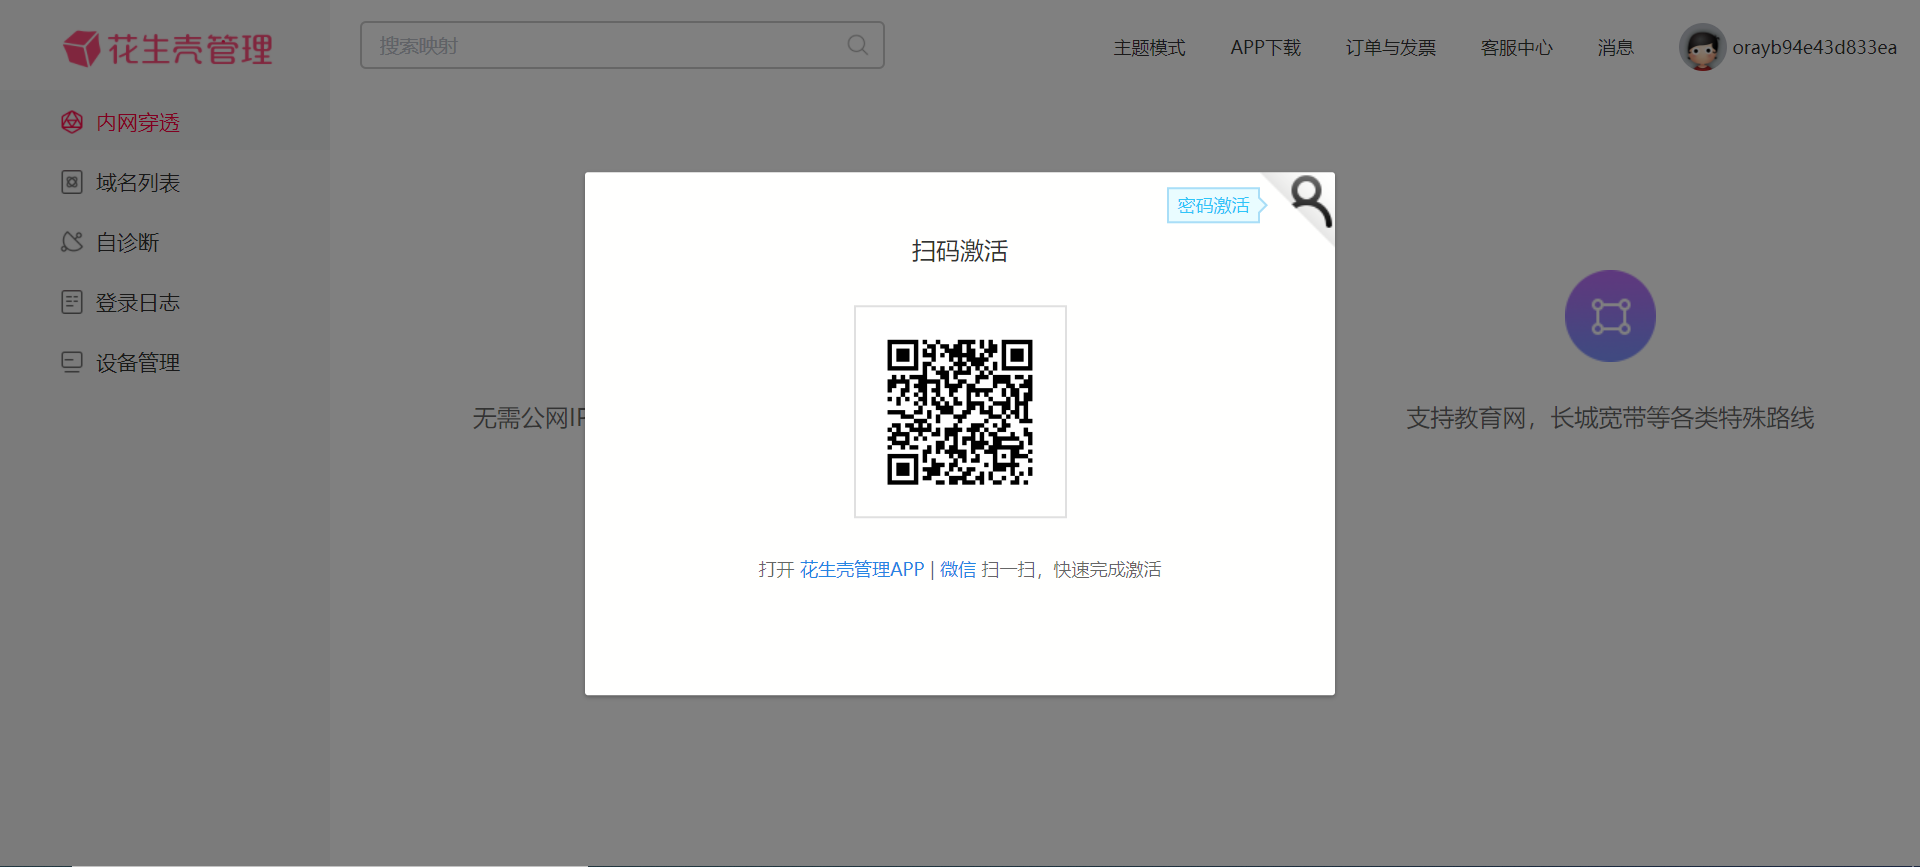 花生壳管理
搜索映射
主题模式
APP下载
订单与发票
客服中心
消息
orayb94e43d833ea
内网穿透
域名列表
自诊断
登录日志
设备管理
密码激活
扫码激活
无需公网IP
支持教育网，长城宽带等各类特殊路线
打开 花生壳管理APP | 微信 扫一扫，快速完成激活